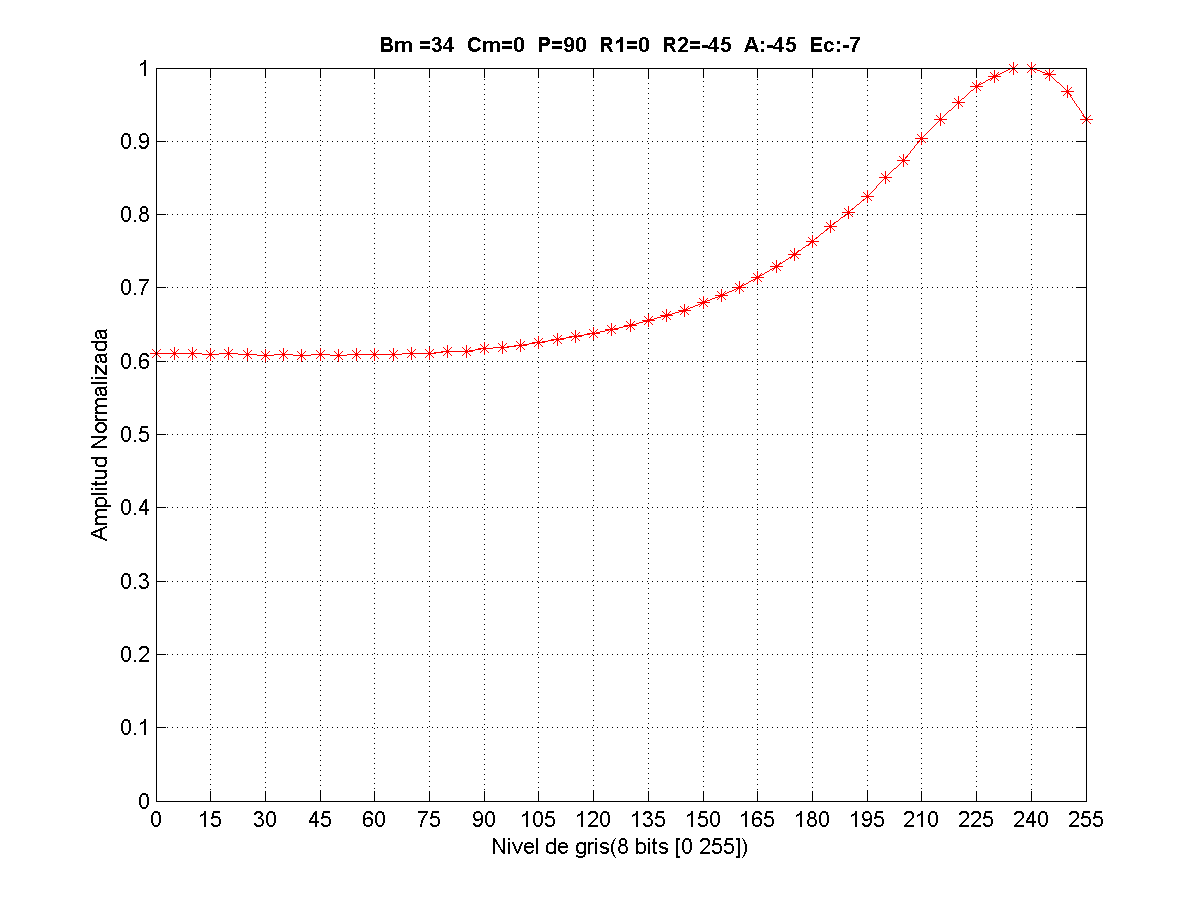 Bm =34 Cm=0 P=90 R1=0 R2=-45 A:-45 Ec:-7
1
0.9
0.8
0.7
0.6
0.5
0.4
0.3
0.2
0.1
0
Amplitud Normalizada
0 15 30 45 60 75 90 105 120 135 150 165 180 195 210 225 240 255
Nivel de gris(8 bits [0 255])